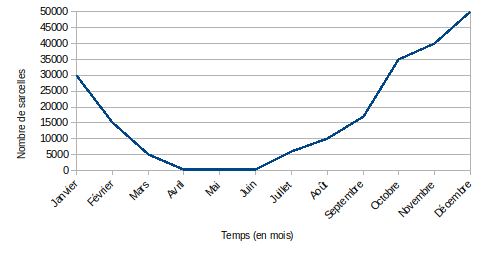 50000
45000
40000
35000
30000
25000
20000
15000
10000
5000
0
Nombre de sarcelles
Janvier
Février
Mars
Avril
Mai
Juin
Juillet
Août
Septembre
Octobre
Novembre
Décembre
Temps (en mois)